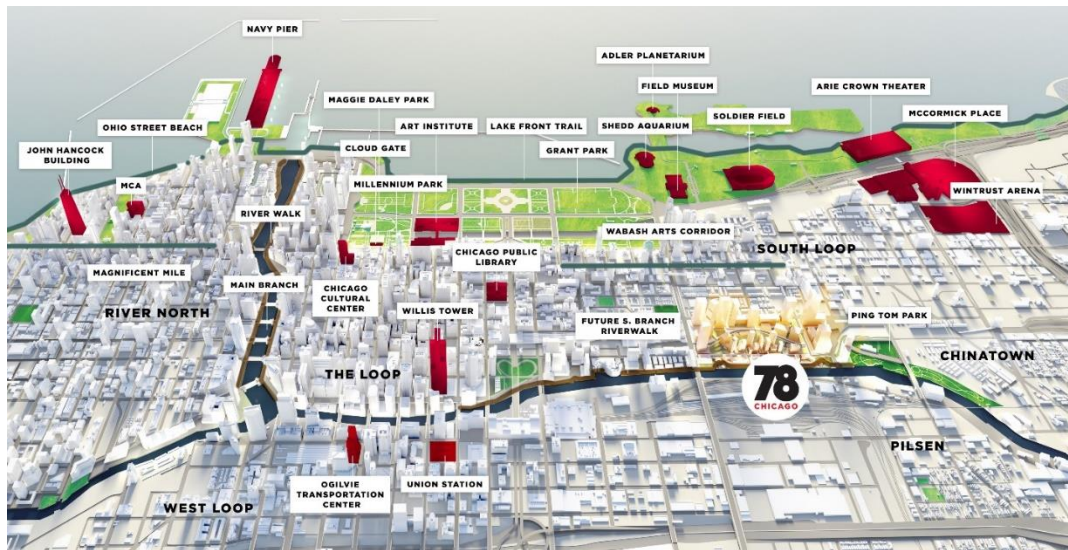 NAVY PIER
ADLER PLANETARIUM
FIELD MUSEUM
ARIE CROWN THEATER
MAGGIE DALEY PARK
MCCORMICK PLACE
SOLDIER FIELD
OHIO STREET BEACH
ART INSTITUTE
LAKE FRONT TRAIL
SHEDD AQUARIUM
CLOUD GATE
GRANT PARK
JOHN HANCOCK
BUILDING
MCA
MILLENNIUM PARK
WINTRUST ARENA
RIVER WALK
WABASH ARTS CORRIDOR
SOUTH LOOP
CHICAGO PUBLIC
LIBRARY
MAGNIFICENT MILE
MAIN BRANCH
CHICAGO
CULTURAL
CENTER
RIVER NORTH
WILLIS TOWER
FUTURE S. BRANCH
RIVERWALK
PING TOM PARK
CHINATOWN
THE LOOP
78
CHICAGO
PILSEN
OGILVIE
TRANSPORTATION
CENTER
UNION STATION
WEST LOOP